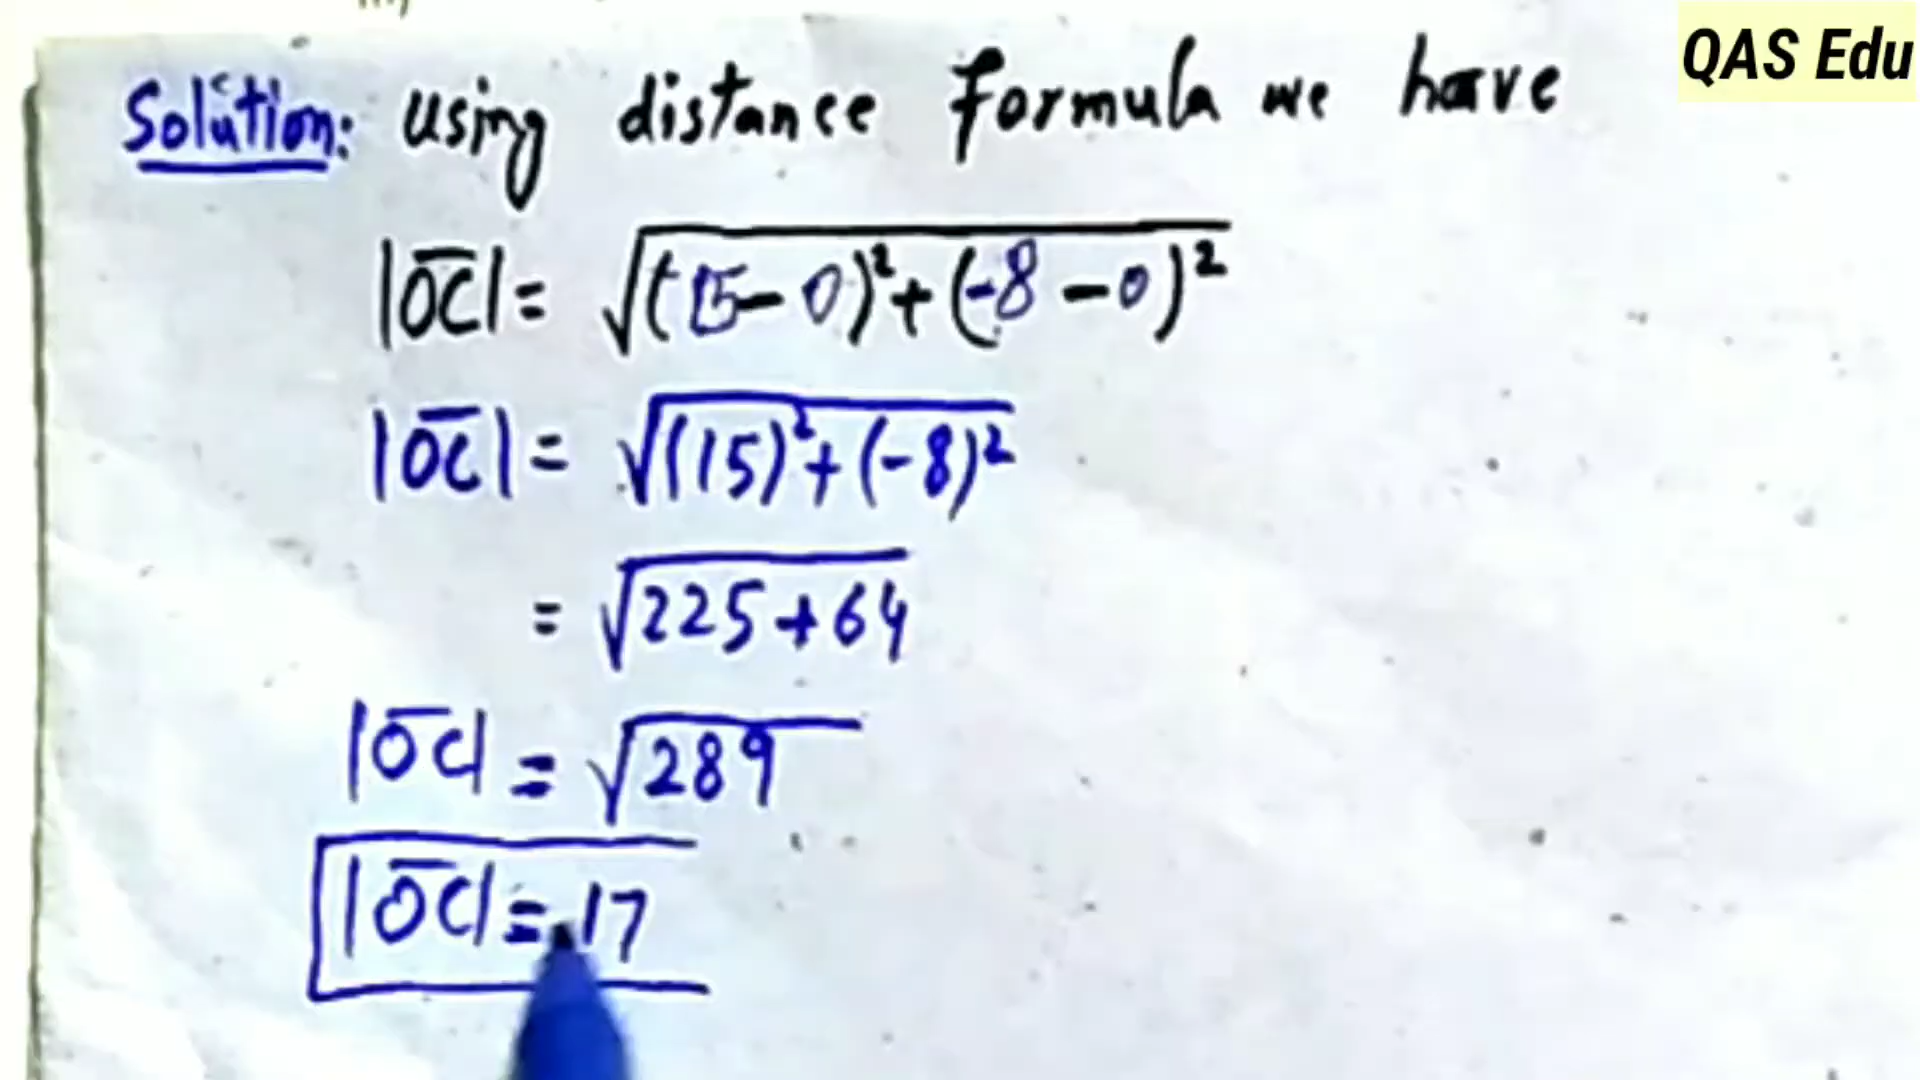 QAS Edu
Solution: using distance formula we have
|OC̅| = √(15-0)²+(-8-0)²
|OC̅| = √(15)²+(-8)²
= √225+64
|OC̅| = √289
|OC̅| = 17